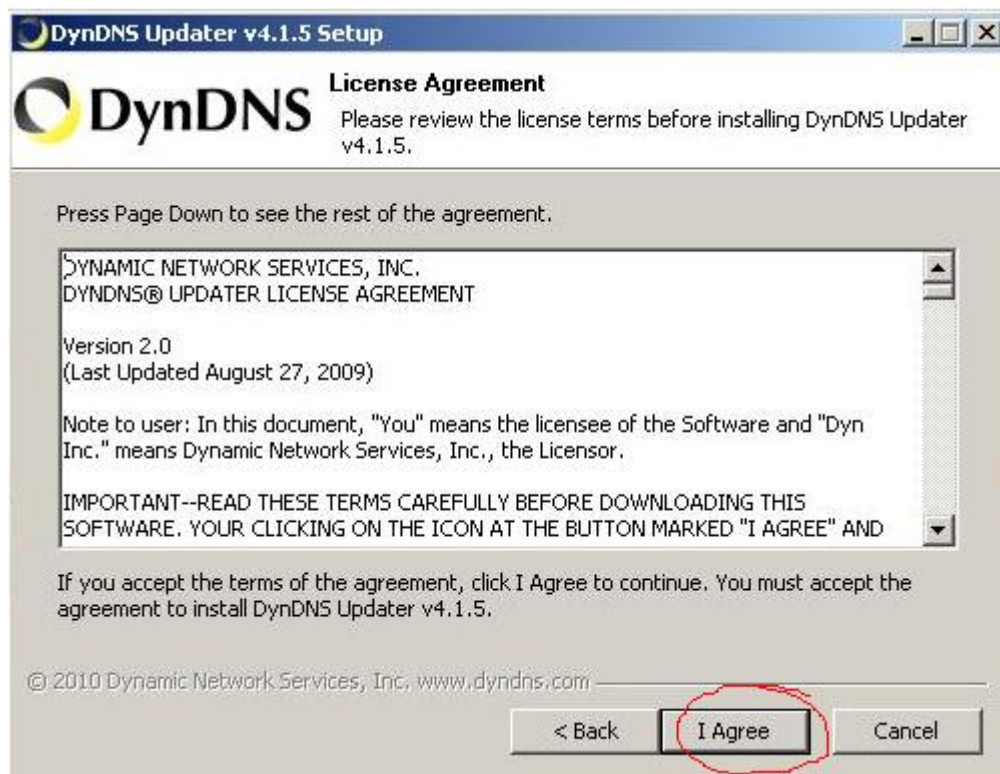 DynDNS Updater v4.1.5 Setup
DynDNS
License Agreement
Please review the license terms before installing DynDNS Updater
v4.1.5.
Press Page Down to see the rest of the agreement.
DYNAMIC NETWORK SERVICES, INC.
DYNDNS® UPDATER LICENSE AGREEMENT
Version 2.0
(Last Updated August 27, 2009)
Note to user: In this document, "You" means the licensee of the Software and "Dyn
Inc." means Dynamic Network Services, Inc., the Licensor.
IMPORTANT--READ THESE TERMS CAREFULLY BEFORE DOWNLOADING THIS
SOFTWARE. YOUR CLICKING ON THE ICON AT THE BUTTON MARKED "I AGREE" AND
If you accept the terms of the agreement, click I Agree to continue. You must accept the
agreement to install DynDNS Updater v4.1.5.
© 2010 Dynamic Network Services, Inc. www.dyndns.com
< Back
I Agree
Cancel